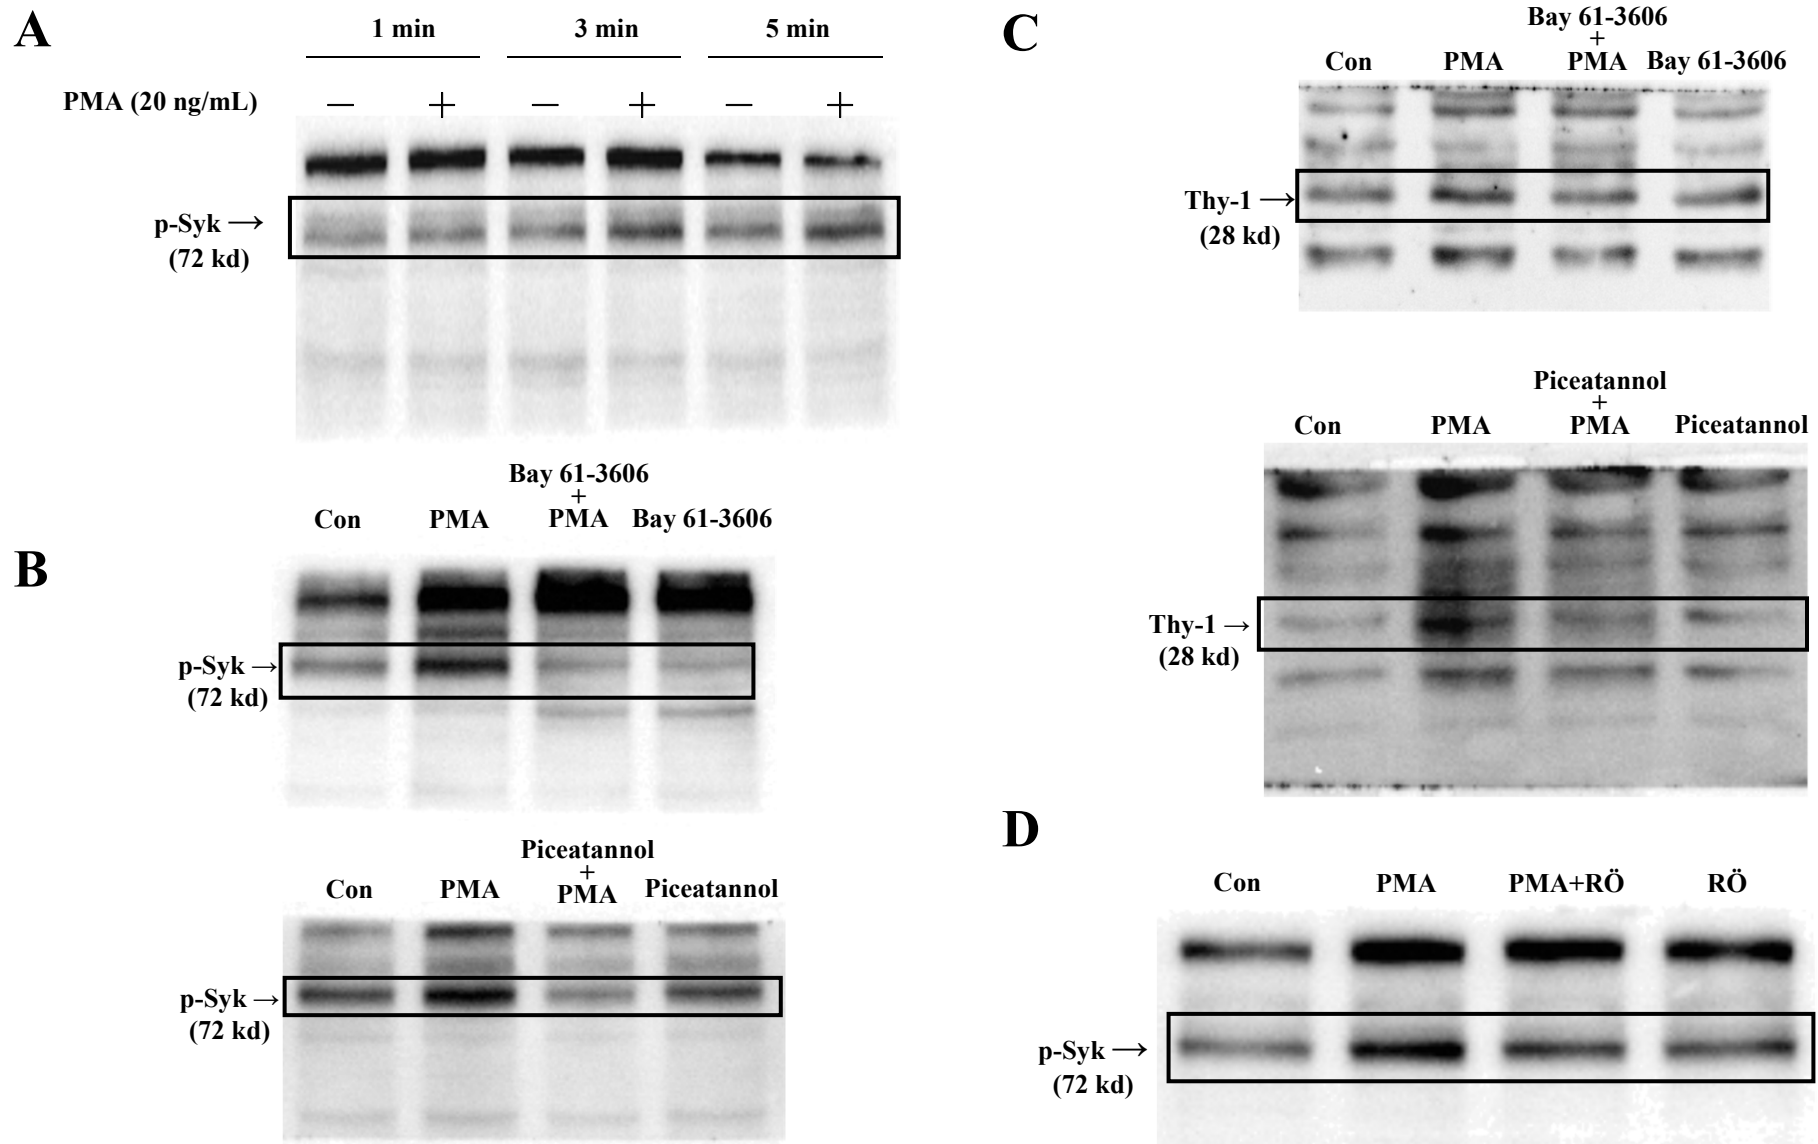 A
1 min 3 min 5 min
PMA (20 ng/mL) — + — + — +
p-Syk →
(72 kd)
B
Bay 61-3606
+
Con PMA PMA Bay 61-3606
p-Syk →
(72 kd)
Piceatannol
+
Con PMA PMA Piceatannol
p-Syk →
(72 kd)
C
Bay 61-3606
+
Con PMA PMA Bay 61-3606
Thy-1 →
(28 kd)
Piceatannol
+
Con PMA PMA Piceatannol
Thy-1 →
(28 kd)
D
Con PMA PMA+RÖ RÖ
p-Syk →
(72 kd)